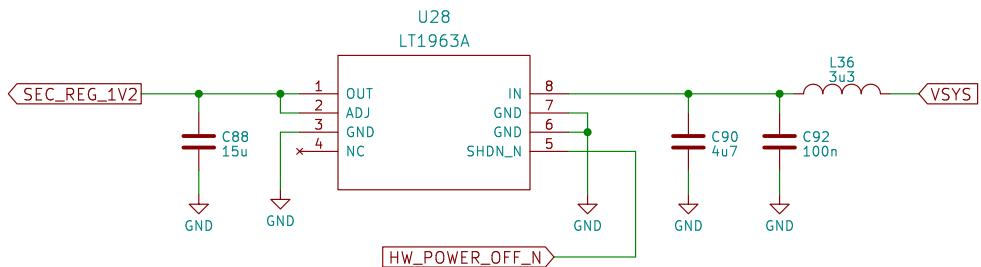 U28
LT1963A
SEC_REG_1V2
1 OUT
2 ADJ
3 GND
4 NC
IN 8
GND 7
GND 6
SHDN_N 5
L36
3u3
VSYS
C88
15u
C90
4u7
C92
100n
GND
GND
GND
GND
GND
HW_POWER_OFF_N